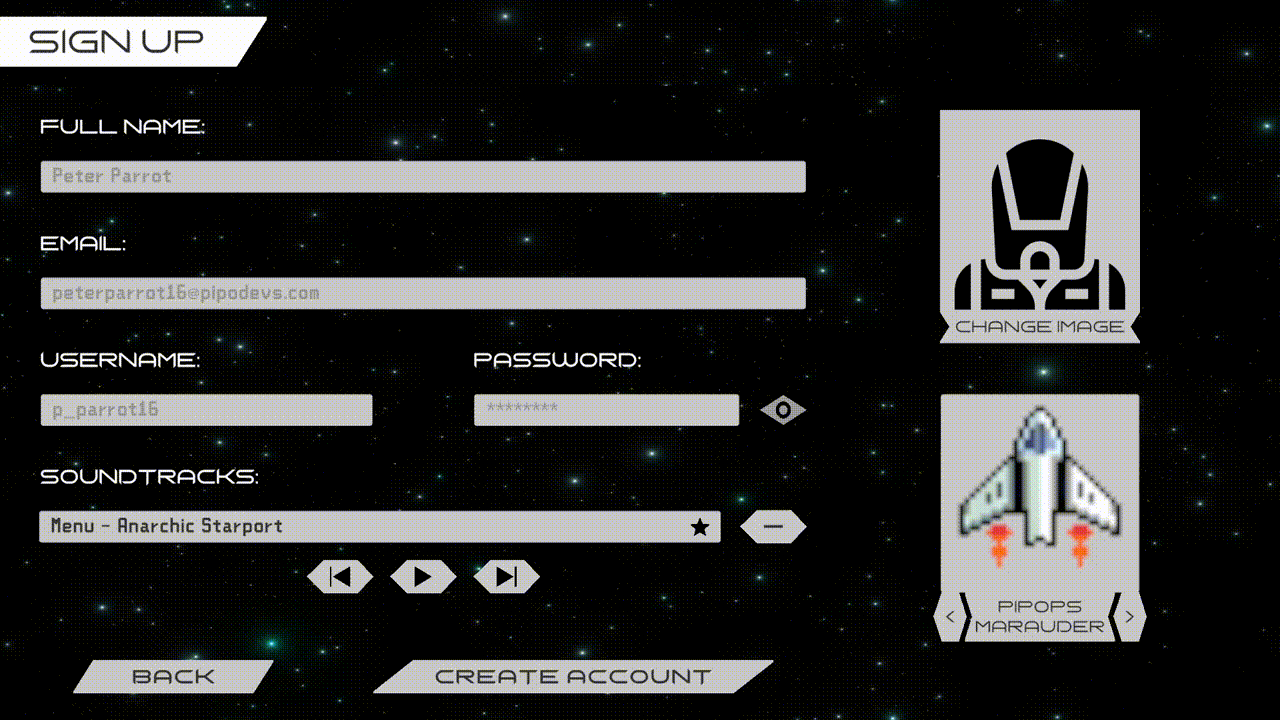 SIGN UP
FULL NAME:
Peter Parrot
EMAIL:
peterparrot16@pipodevs.com
USERNAME:
p_parrot16
PASSWORD:
********
SOUNDTRACKS:
Menu - Anarchic Starport
BACK
CREATE ACCOUNT
CHANGE IMAGE
< PIPOPS >
MARAUDER